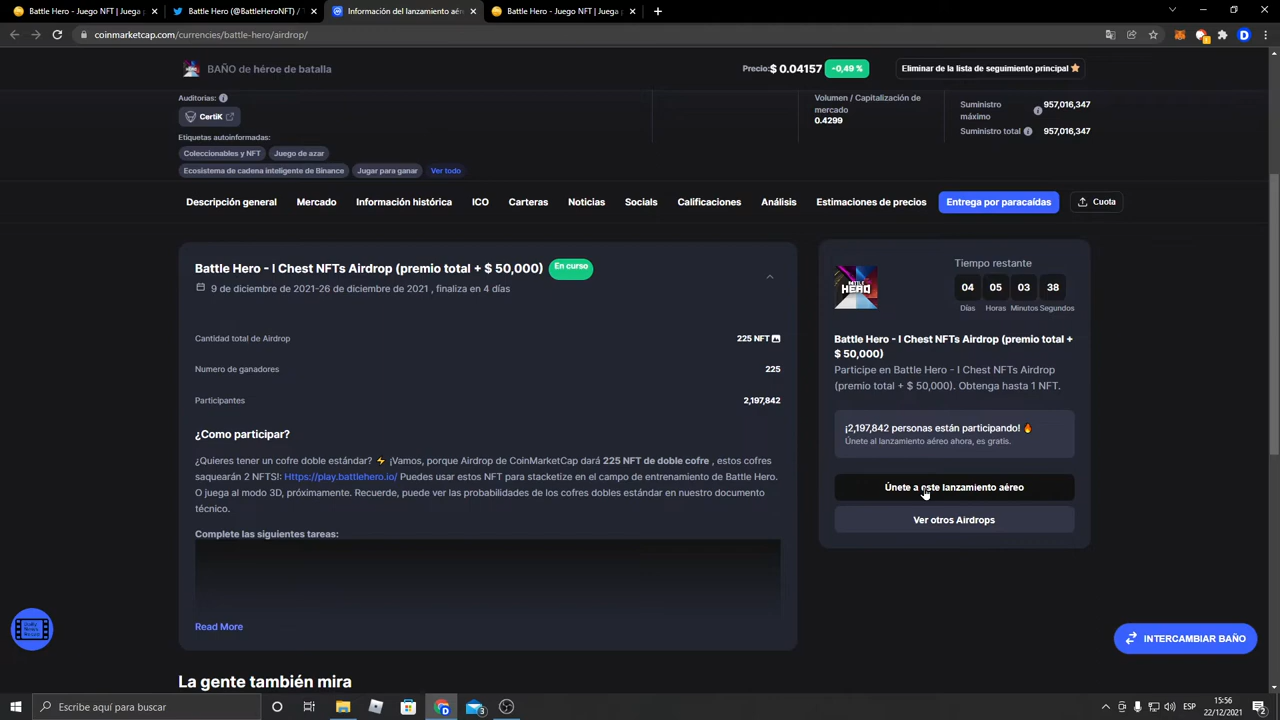 Battle Hero - Juego NFT | Juega p
Battle Hero (@BattleHeroNFT) / T
Información del lanzamiento aér
Battle Hero - Juego NFT | Juega p
coinmarketcap.com/currencies/battle-hero/airdrop/
D
BAÑO de héroe de batalla
Precio: $ 0.04157 -0,49 %
Eliminar de la lista de seguimiento principal
Auditorias:
CertiK
Etiquetas autoinformadas:
Coleccionables y NFT Juego de azar
Ecosistema de cadena inteligente de Binance Jugar para ganar Ver todo
Volumen / Capitalización de
mercado
0.4299
Suministro
máximo
957,016,347
Suministro total 957,016,347
Descripción general Mercado Información histórica ICO Carteras Noticias Socials Calificaciones Análisis Estimaciones de precios Entrega por paracaídas Cuota
Battle Hero - I Chest NFTs Airdrop (premio total + $ 50,000) En curso
9 de diciembre de 2021-26 de diciembre de 2021 , finaliza en 4 días
Cantidad total de Airdrop 225 NFT
Numero de ganadores 225
Participantes 2,197,842
¿Como participar?
¿Quieres tener un cofre doble estándar? ⚡ ¡Vamos, porque Airdrop de CoinMarketCap dará 225 NFT de doble cofre , estos cofres
saquearán 2 NFTS!: Https://play.battlehero.io/ Puedes usar estos NFT para stacketize en el campo de entrenamiento de Battle Hero.
O juega al modo 3D, próximamente. Recuerde, puede ver las probabilidades de los cofres dobles estándar en nuestro documento
técnico.
Complete las siguientes tareas:
Read More
BATTLE
HERO
Tiempo restante
04 05 03 38
Días Horas Minutos Segundos
Battle Hero - I Chest NFTs Airdrop (premio total +
$ 50,000)
Participe en Battle Hero - I Chest NFTs Airdrop
(premio total + $ 50,000). Obtenga hasta 1 NFT.
¡2,197,842 personas están participando! 🔥
Únete al lanzamiento aéreo ahora, es gratis.
Únete a este lanzamiento aéreo
Ver otros Airdrops
INTERCAMBIAR BAÑO
La gente también mira
Escribe aquí para buscar
3
ESP
15:56
22/12/2021
2